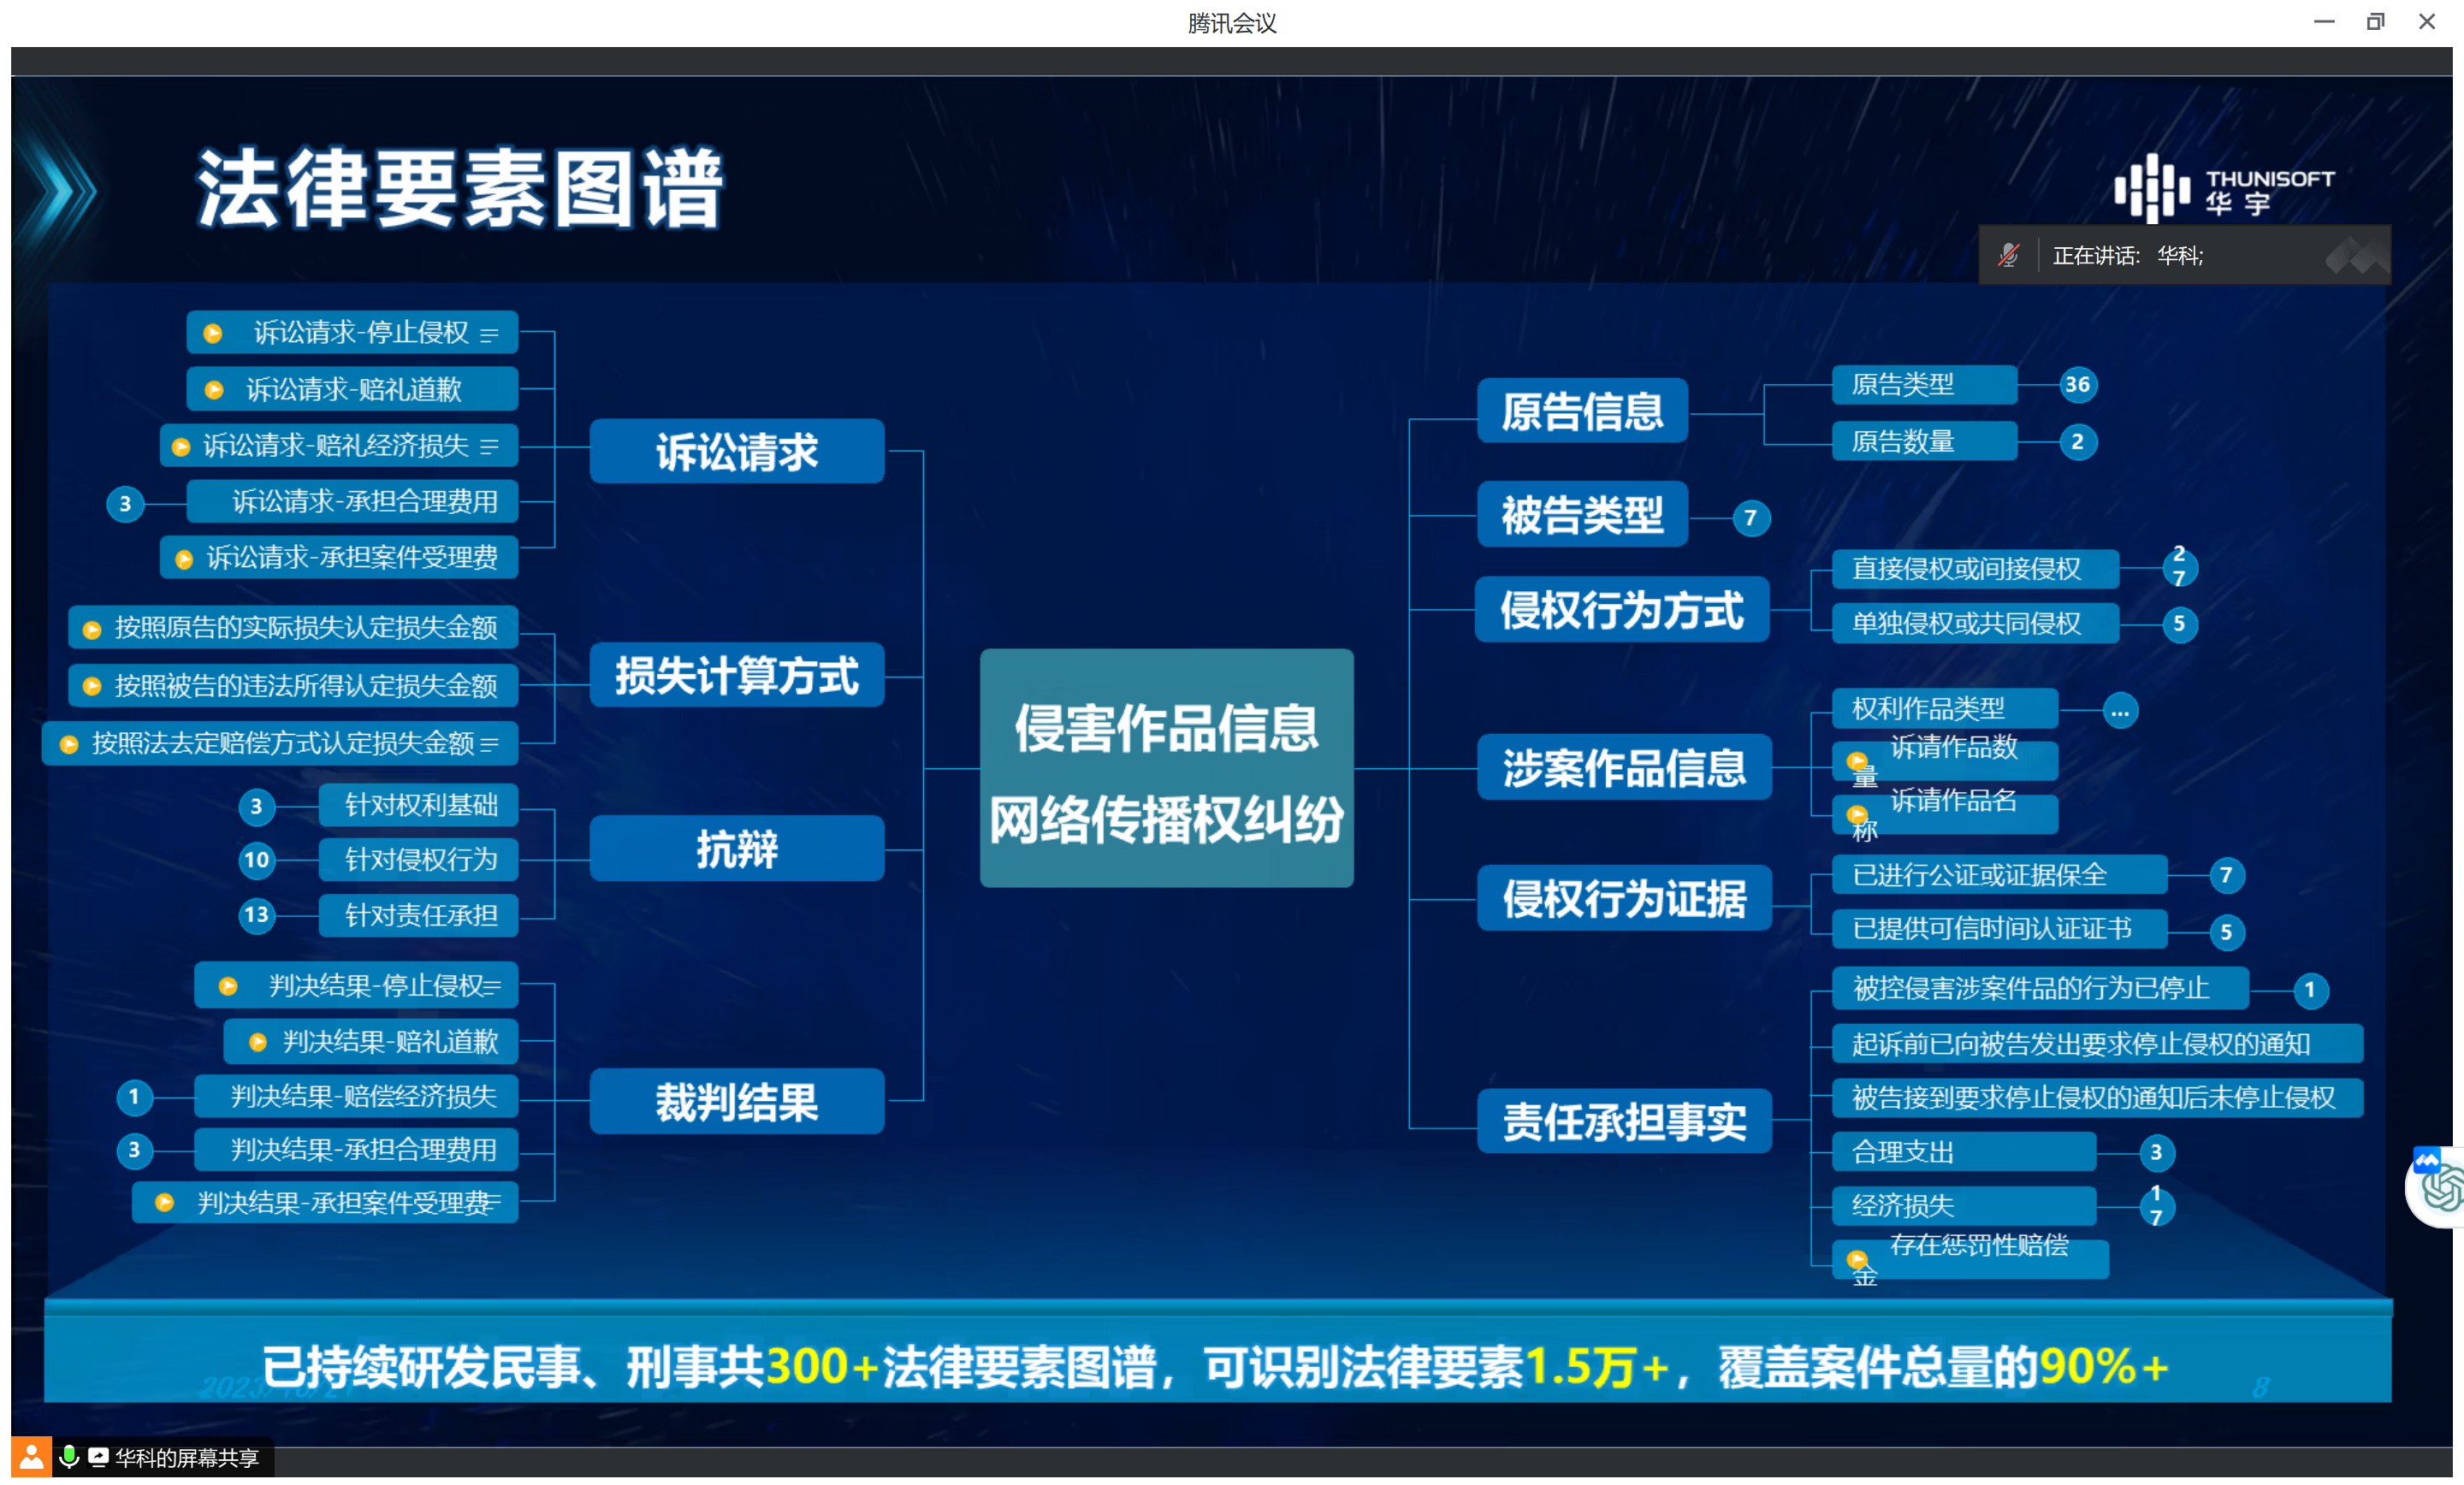 腾讯会议
法律要素图谱
THUNISOFT
华宇
正在讲话: 华科;
诉讼请求-停止侵权
诉讼请求-赔礼道歉
诉讼请求-赔礼经济损失
3
诉讼请求-承担合理费用
诉讼请求-承担案件受理费
诉讼请求
按照原告的实际损失认定损失金额
按照被告的违法所得认定损失金额
按照法去定赔偿方式认定损失金额
损失计算方式
3
针对权利基础
10
针对侵权行为
13
针对责任承担
抗辩
判决结果-停止侵权
判决结果-赔礼道歉
1
判决结果-赔偿经济损失
3
判决结果-承担合理费用
判决结果-承担案件受理费
裁判结果
侵害作品信息
网络传播权纠纷
原告信息
原告类型
36
原告数量
2
被告类型
7
侵权行为方式
直接侵权或间接侵权
2
7
单独侵权或共同侵权
5
涉案作品信息
权利作品类型
...
诉请作品数
量
诉请作品名
称
侵权行为证据
已进行公证或证据保全
7
已提供可信时间认证证书
5
责任承担事实
被控侵害涉案件品的行为已停止
1
起诉前已向被告发出要求停止侵权的通知
被告接到要求停止侵权的通知后未停止侵权
合理支出
3
经济损失
1
7
存在惩罚性赔偿
金
已持续研发民事、刑事共300+法律要素图谱，可识别法律要素1.5万+，覆盖案件总量的90%+
8
华科的屏幕共享